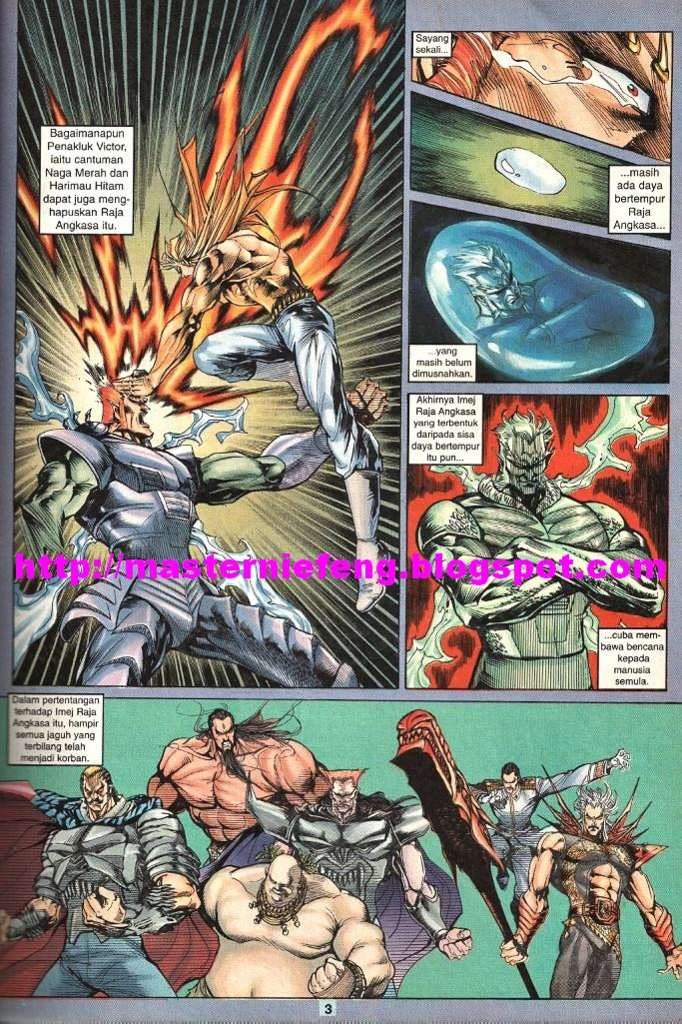 Bagaimanapun
Penakluk Victor,
iaitu cantuman
Naga Merah dan
Harimau Hitam
dapat juga meng-
hapuskan Raja
Angkasa itu.
Sayang
sekali...
...masih
ada daya
bertempur
Raja
Angkasa...
...yang
masih belum
dimusnahkan.
Akhirnya Imej
Raja Angkasa
yang terbentuk
daripada sisa
daya bertempur
itu pun...
http://masterniefeng.blogspot.com
...cuba mem-
bawa bencana
kepada
manusia
semula.
Dalam pertentangan
terhadap Imej Raja
Angkasa itu, hampir
semua jaguh yang
terbilang telah
menjadi korban.
3